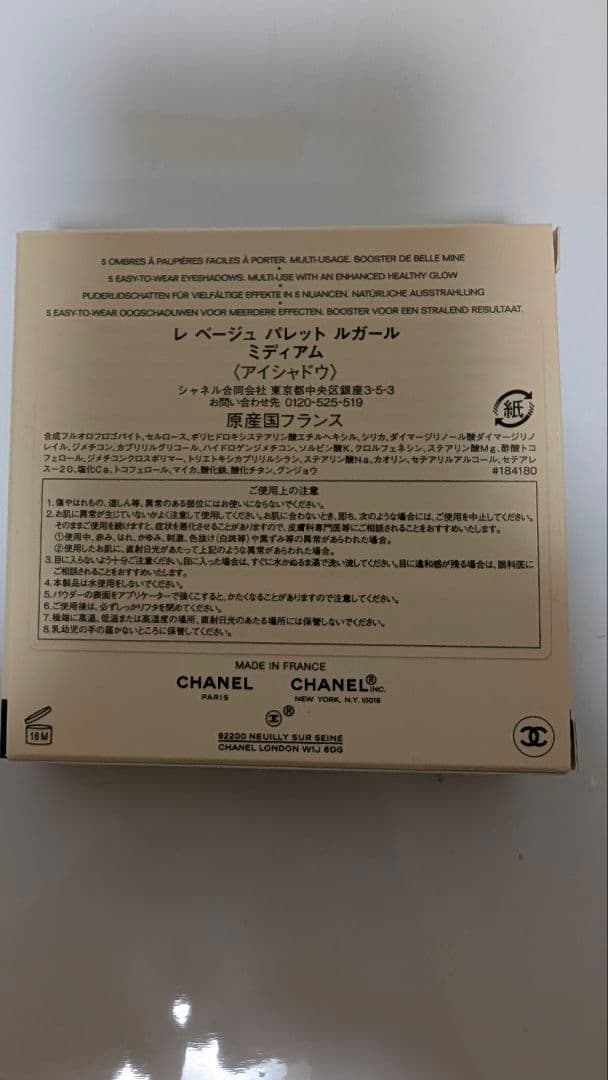 5 OMBRES À PAUPIÈRES FACILES À PORTER. MULTI-USAGE. BOOSTER DE BELLE MINE
•
5 EASY-TO-WEAR EYESHADOWS. MULTI-USE WITH AN ENHANCED HEALTHY GLOW
•
PUDERLIDSCHATTEN FÜR VIELFÄLTIGE EFFEKTE IN 5 NUANCEN. NATÜRLICHE AUSSTRAHLUNG
•
5 EASY-TO-WEAR OOGSCHADUWEN VOOR MEERDERE EFFECTEN. BOOSTER VOOR EEN STRALEND RESULTAAT.
レ ベージュ パレット ルガール
ミディアム
〈アイシャドウ〉
シャネル合同会社 東京都中央区銀座3-5-3
お問い合わせ先 0120-525-519
原産国フランス
紙
合成フルオロフロゴパイト、セルロース、ポリヒドロキシステアリン酸エチルヘキシル、シリカ、ダイマージリノール酸ダイマージリノ
レイル、ジメチコン、カプリリルグリコール、ハイドロゲンジメチコン、ソルビン酸K、クロルフェネシン、ステアリン酸Mg、酢酸トコ
フェロール、ジメチコンクロスポリマー、トリエトキシカプリリルシラン、ステアリン酸Na、カオリン、セテアリルアルコール、セテアレ
ス－20、塩化Ca、トコフェロール、マイカ、酸化鉄、酸化チタン、グンジョウ #184180
ご使用上の注意
1.傷やはれもの、湿しん等、異常のある部位にはお使いにならないでください。
2.お肌に異常が生じていないかよく注意して使用してください。お肌に合わないとき、即ち、次のような場合には、ご使用を中止してください。
そのままご使用を続けますと、症状を悪化させることがありますので、皮膚科専門医等にご相談されることをおすすめいたします。
①使用中、赤み、はれ、かゆみ、刺激、色抜け(白斑等)や黒ずみ等の異常があらわれた場合。
②使用したお肌に、直射日光があたって上記のような異常があらわれた場合。
3.目に入らないよう十分ご注意ください。目に入った場合は、すぐに水かぬるま湯で洗い流してください。目に違和感が残る場合は、眼科医に
ご相談されることをおすすめいたします。
4.本製品は水使用をしないでください。
5.パウダーの表面をアプリケーターで強くこすると、かたくなることがありますので注意してください。
6.ご使用後は、必ずしっかりフタを閉めてください。
7.極端に高温、低温または高湿度の場所、直射日光のあたる場所には保管しないでください。
8.乳幼児の手の届かないところに保管してください。
MADE IN FRANCE
CHANEL CHANEL® INC.
PARIS NEW YORK, N.Y. 10019
®
18 M
92200 NEUILLY SUR SEINE
CHANEL LONDON W1J 6DG